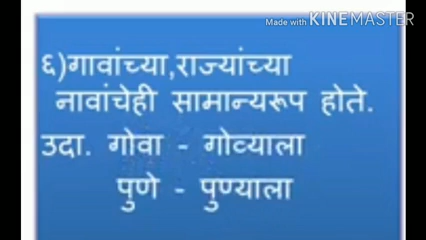 Made with KINEMASTER
६)गावांच्या,राज्यांच्या
नावांचेही सामान्यरूप होते.
उदा. गोवा - गोव्याला
पुणे - पुण्याला